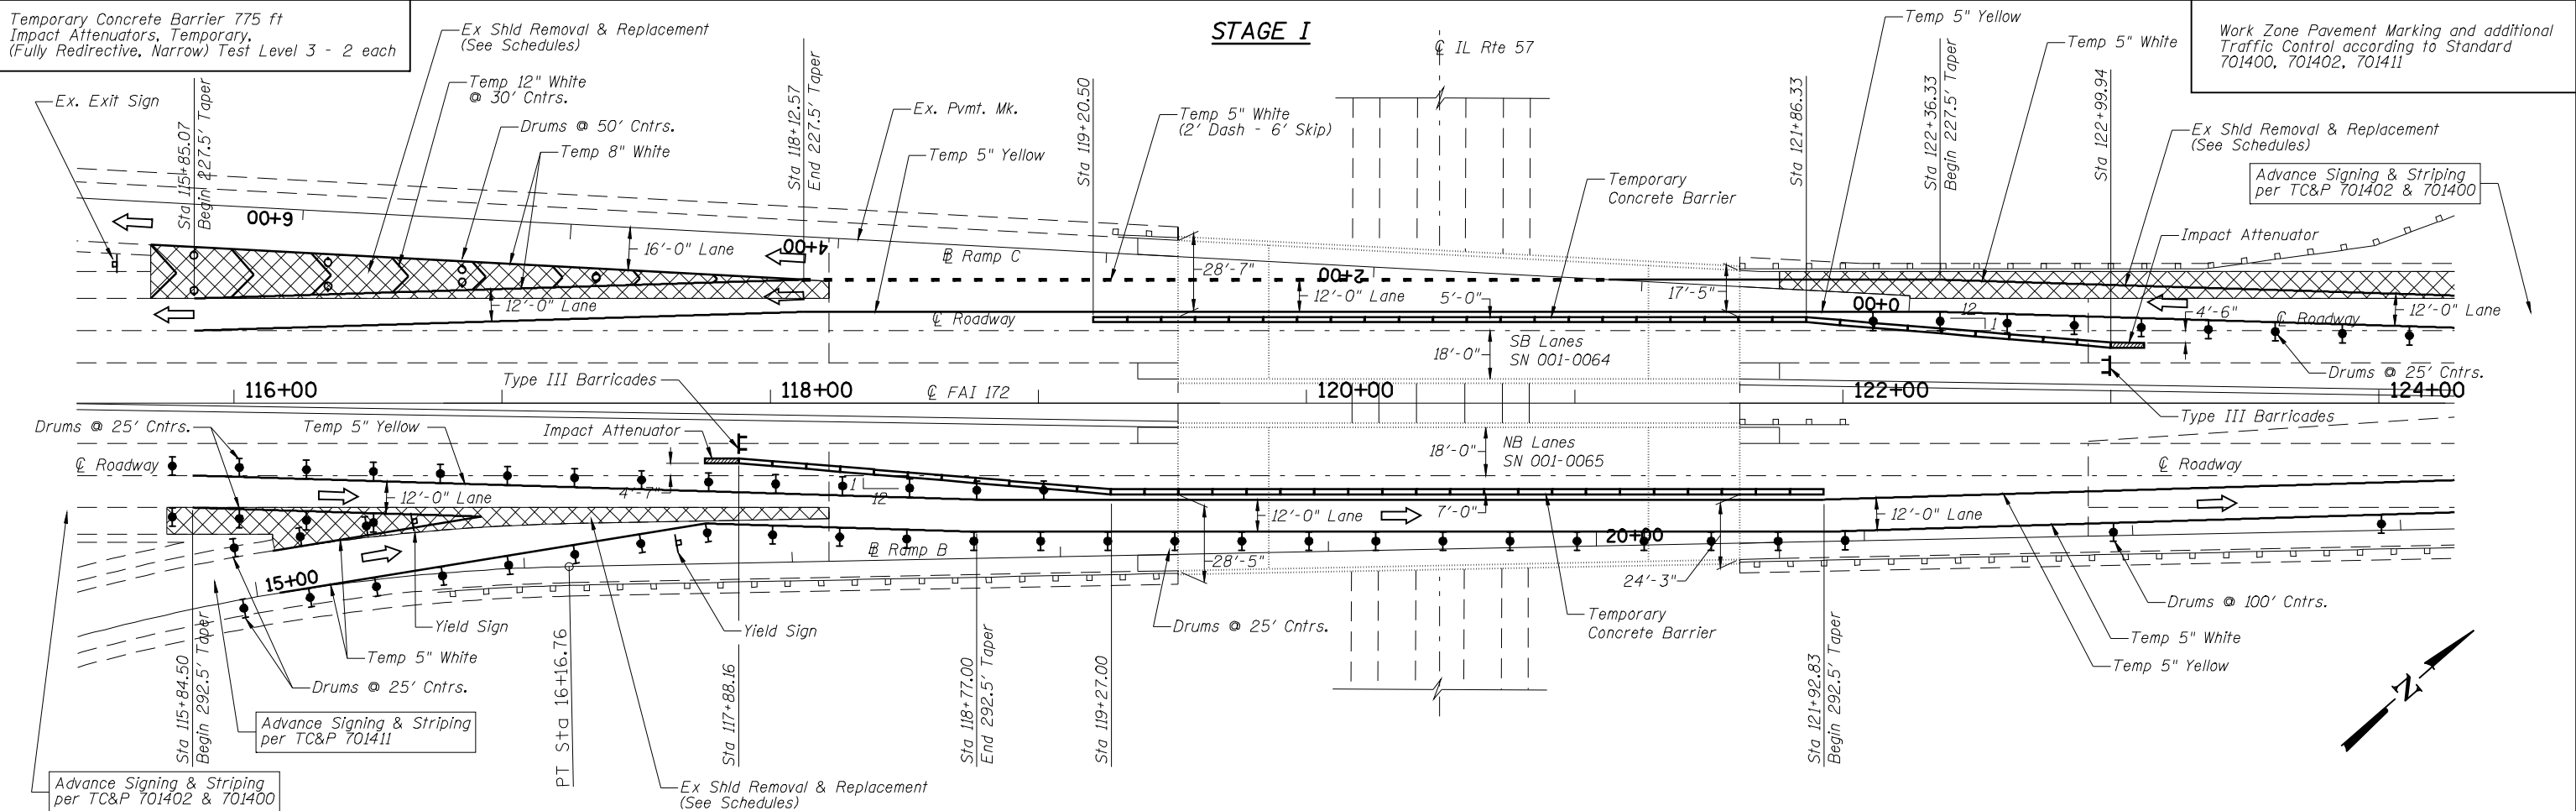 Temporary Concrete Barrier 775 ft
Impact Attenuators, Temporary,
(Fully Redirective, Narrow) Test Level 3 - 2 each
STAGE I
Work Zone Pavement Marking and additional
Traffic Control according to Standard
701400, 701402, 701411
Ex Shld Removal & Replacement
(See Schedules)
Temp 12" White
@ 30' Cntrs.
Drums @ 50' Cntrs.
Temp 8" White
Ex. Exit Sign
Sta 115+85.07
Begin 227.5' Taper
Sta 118+12.57
End 227.5' Taper
Ex. Pvmt. Mk.
Temp 5" Yellow
Sta 119+20.50
Temp 5" White
(2' Dash - 6' Skip)
℄ IL Rte 57
Temporary
Concrete Barrier
Sta 121+86.33
Temp 5" Yellow
Sta 122+36.33
Begin 227.5' Taper
Temp 5" White
Sta 122+99.94
Ex Shld Removal & Replacement
(See Schedules)
Advance Signing & Striping
per TC&P 701402 & 701400
Impact Attenuator
6+00
16'-0" Lane
4+00
℄ Ramp C
28'-7"
2+00
17'-5"
12'-0" Lane
12'-0" Lane
5'-0"
0+00
12
1
4'-6"
℄ Roadway
12'-0" Lane
℄ Roadway
18'-0"
SB Lanes
SN 001-0064
Drums @ 25' Cntrs.
Type III Barricades
116+00
118+00
℄ FAI 172
120+00
122+00
124+00
Type III Barricades
Drums @ 25' Cntrs.
Temp 5" Yellow
Impact Attenuator
℄ Roadway
18'-0"
NB Lanes
SN 001-0065
℄ Roadway
12'-0" Lane
4'-7"
1
12
12'-0" Lane
7'-0"
12'-0" Lane
℄ Ramp B
20+00
28'-5"
24'-3"
15+00
Yield Sign
Temp 5" White
Drums @ 25' Cntrs.
Yield Sign
Drums @ 25' Cntrs.
Temporary
Concrete Barrier
Drums @ 100' Cntrs.
Temp 5" White
Temp 5" Yellow
Sta 115+84.50
Begin 292.5' Taper
PT Sta 16+16.76
Sta 117+88.16
Sta 118+77.00
End 292.5' Taper
Sta 119+27.00
Sta 121+92.83
Begin 292.5' Taper
Advance Signing & Striping
per TC&P 701411
Advance Signing & Striping
per TC&P 701402 & 701400
Ex Shld Removal & Replacement
(See Schedules)
N